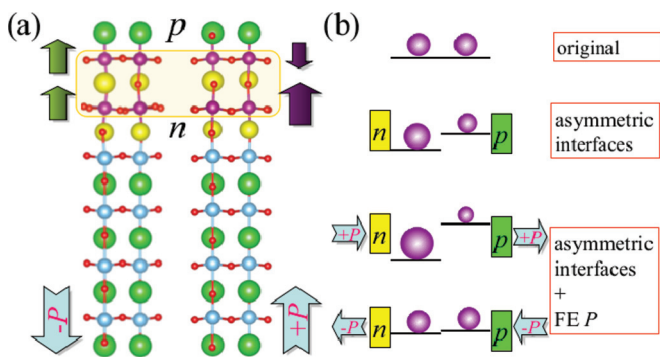 (a)
p
n
-P
+P
(b)
original
n
p
asymmetric
interfaces
+P
n
p
+P
asymmetric
interfaces
+
FE P
-P
n
p
-P